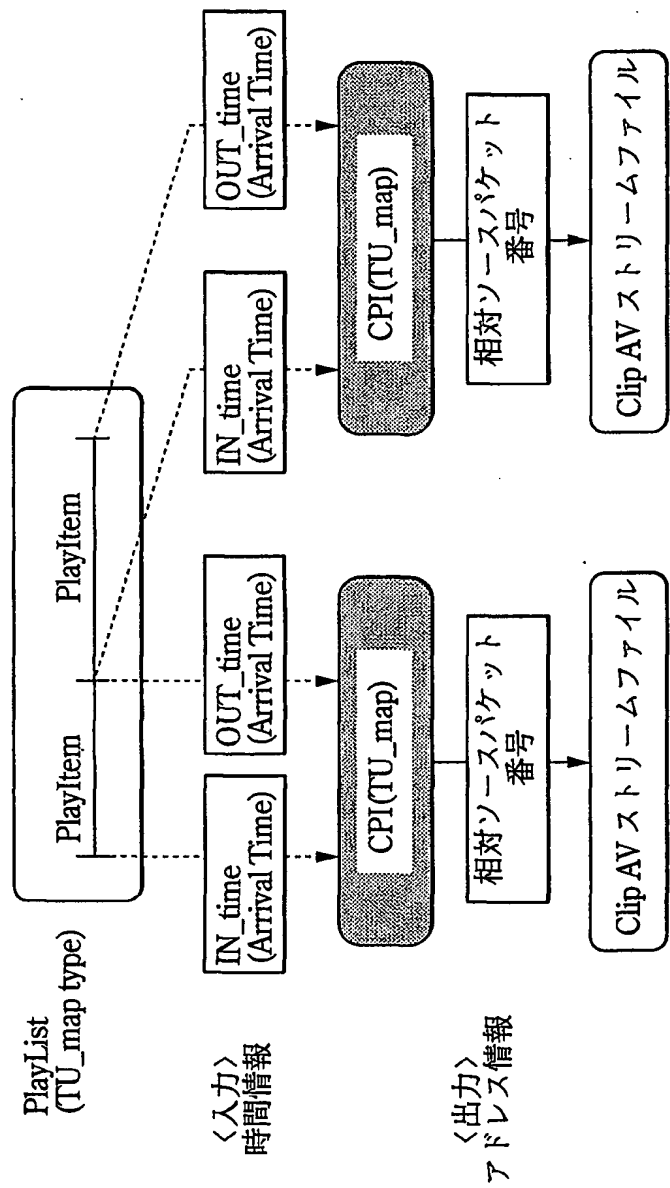 PlayList
(TU_map type)
PlayItem
PlayItem
〈入力〉
時間情報
IN_time
(Arrival Time)
OUT_time
(Arrival Time)
IN_time
(Arrival Time)
OUT_time
(Arrival Time)
CPI(TU_map)
CPI(TU_map)
〈出力〉
アドレス情報
相対ソースパケット
番号
相対ソースパケット
番号
Clip AV ストリームファイル
Clip AV ストリームファイル